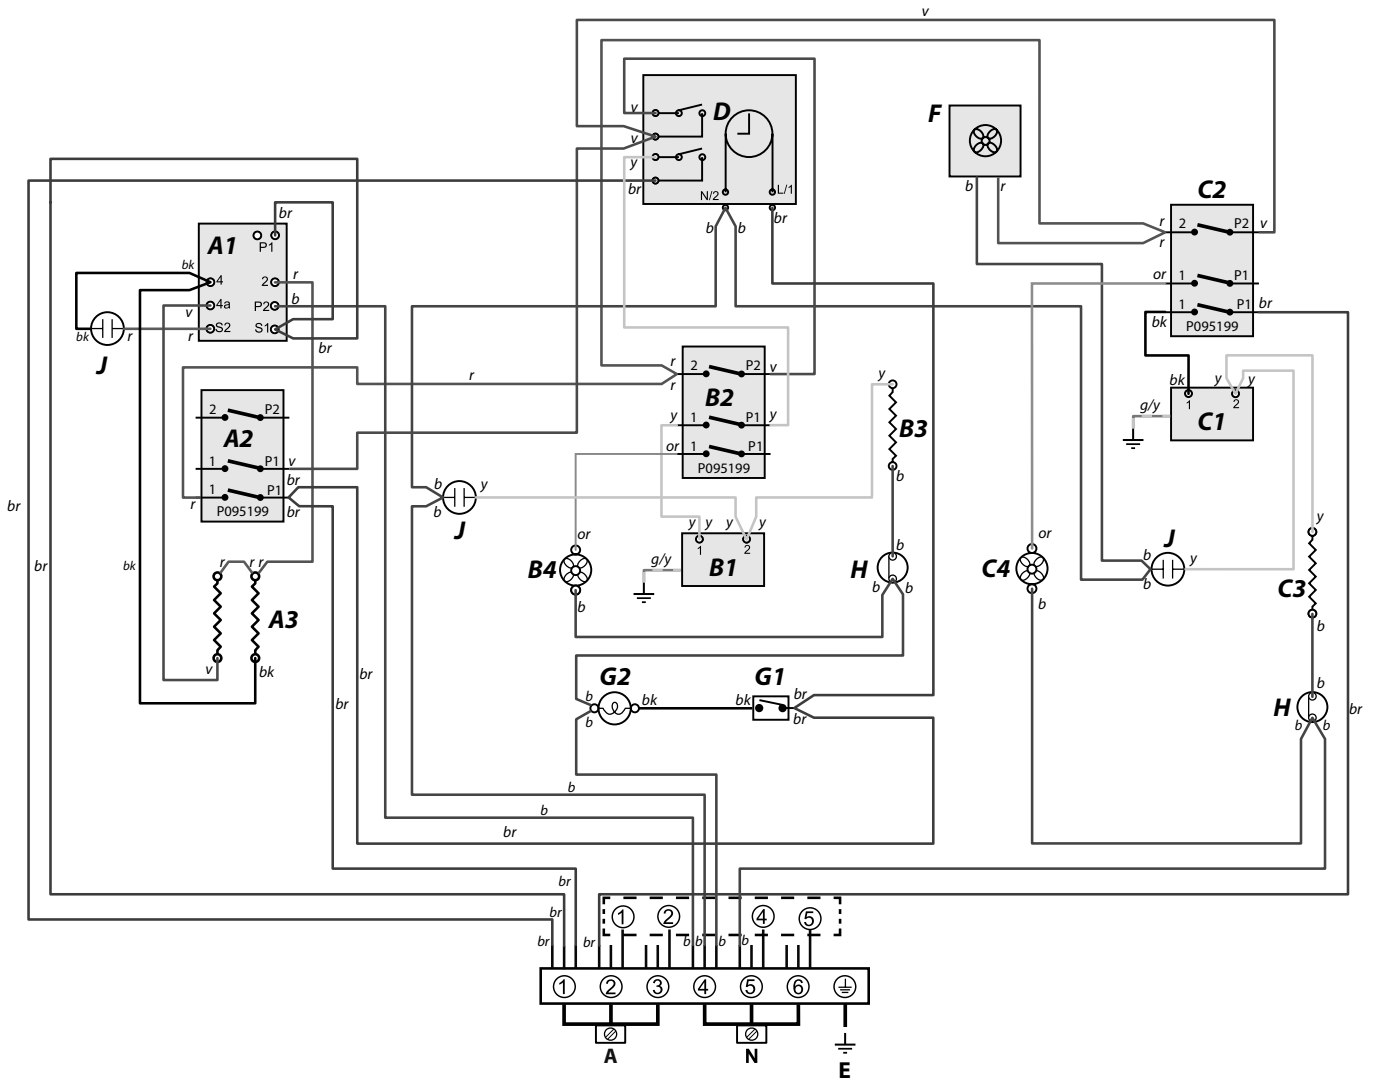 v
D
v
v
y
br
N/2
L/1
b
b
br
F
b
r
C2
r
r
2
P2
v
or
1
P1
1
P1
br
bk
P095199
bk
y
y
1
2
C1
g/y
A1
br
P1
bk
4
2
r
4a
P2
b
v
S2
S1
r
br
bk
r
J
r
r
r
2
P2
v
B2
y
1
P1
y
or
1
P1
P095199
y
B3
b
2
P2
A2
1
P1
v
br
r
1
P1
br
P095199
b
b
y
J
y
y
y
y
1
2
B1
g/y
or
B4
b
b
H
b
b
or
C4
b
J
b
b
y
y
C3
b
b
H
b
b
br
br
br
bk
r
r
r
A3
v
bk
br
br
G2
b
b
bk
G1
bk
br
br
b
b
br
br
br
br
br
b
b
b
b
1
2
4
5
1
2
3
4
5
6
A
N
E